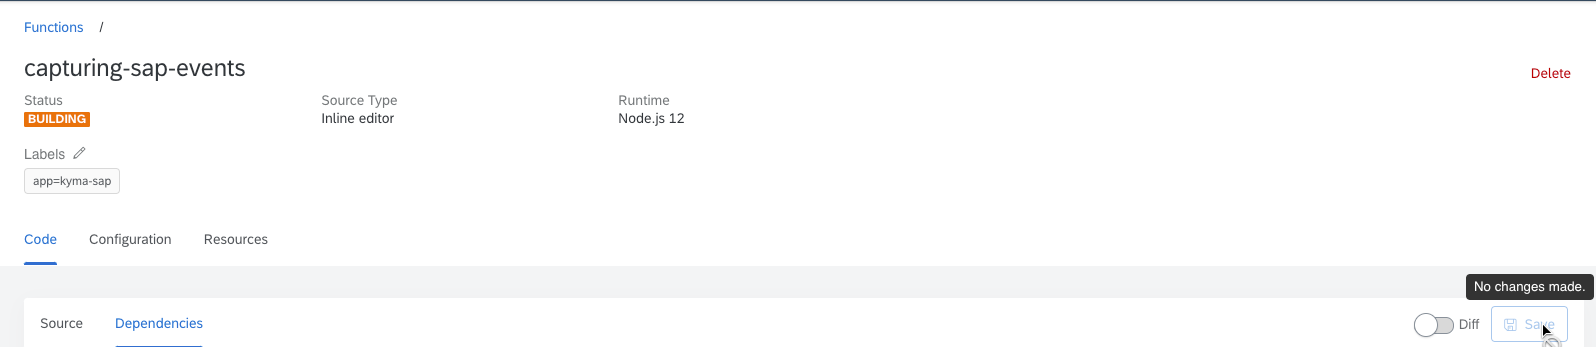 Functions /
capturing-sap-events
Delete
Status Source Type Runtime
BUILDING Inline editor Node.js 12
Labels
app=kyma-sap
Code Configuration Resources
No changes made.
Source Dependencies Diff Save